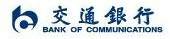 交通銀行
BANK OF COMMUNICATIONS